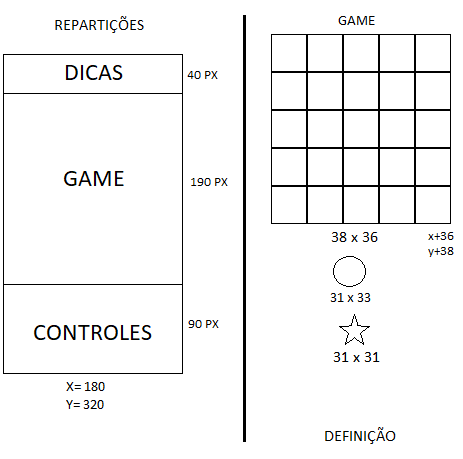 REPARTIÇÕES
DICAS
40 PX
GAME
190 PX
CONTROLES
90 PX
X= 180
Y= 320
GAME
38 x 36
x+36
y+38
31 x 33
31 x 31
DEFINIÇÃO